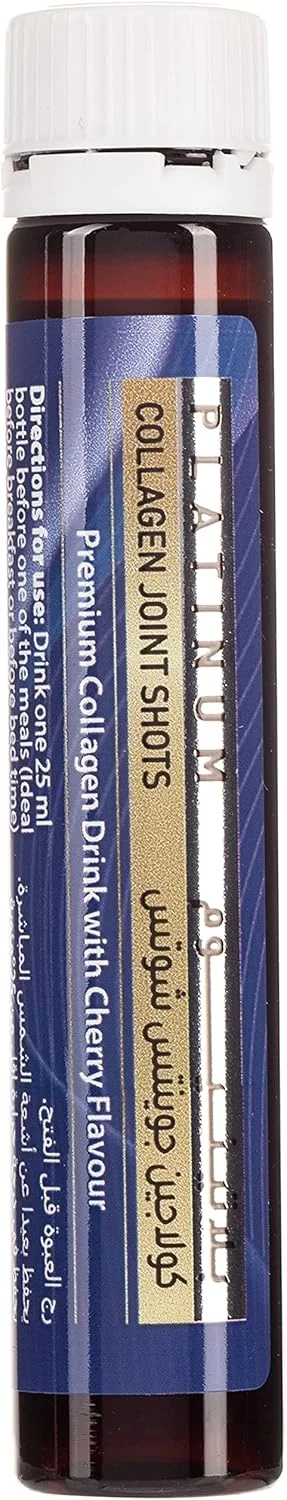 PLATINUM بلاتينيوم
COLLAGEN JOINT SHOTS كولاجين جوينتس شوتس
Premium Collagen Drink with Cherry Flavour
Directions for use: Drink one 25 ml
bottle before one of the meals (Ideal
before breakfast or before bed time)
رج العبوة قبل الفتح.
يحفظ بعيدا عن أشعة الشمس المباشرة.